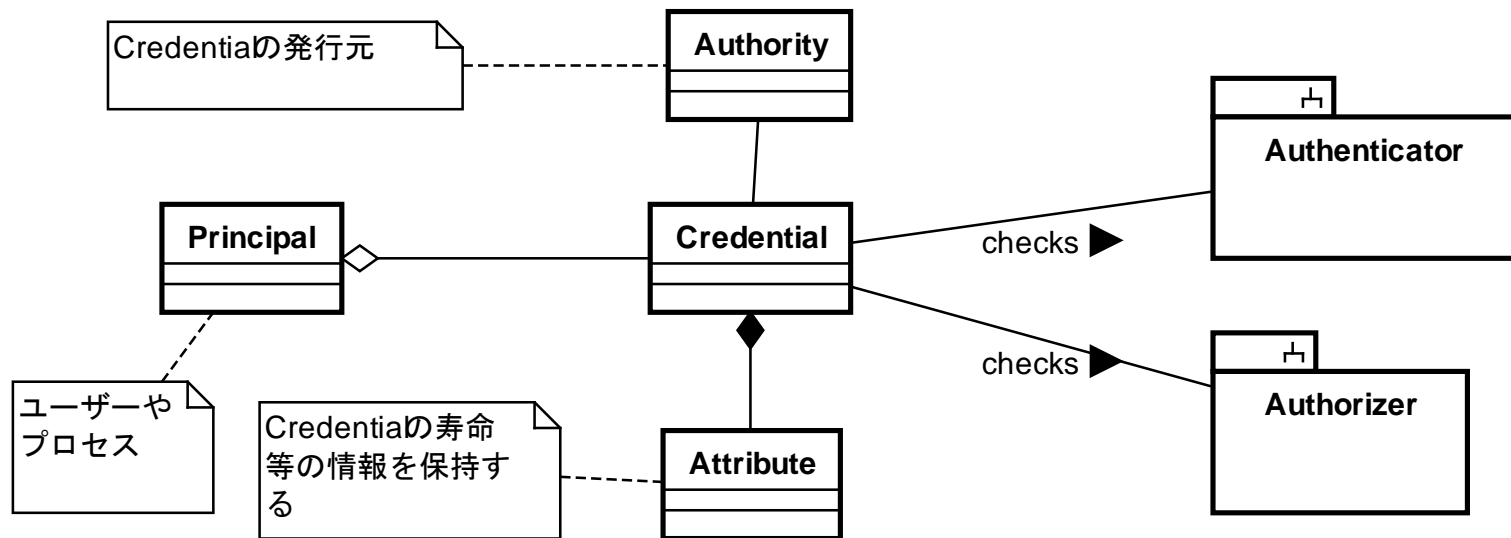 Credentialの発行元
Authority
Authenticator
Principal
Credential
checks ▶
checks ▶
Authorizer
ユーザーや
プロセス
Credentialの寿命
等の情報を保持す
る
Attribute